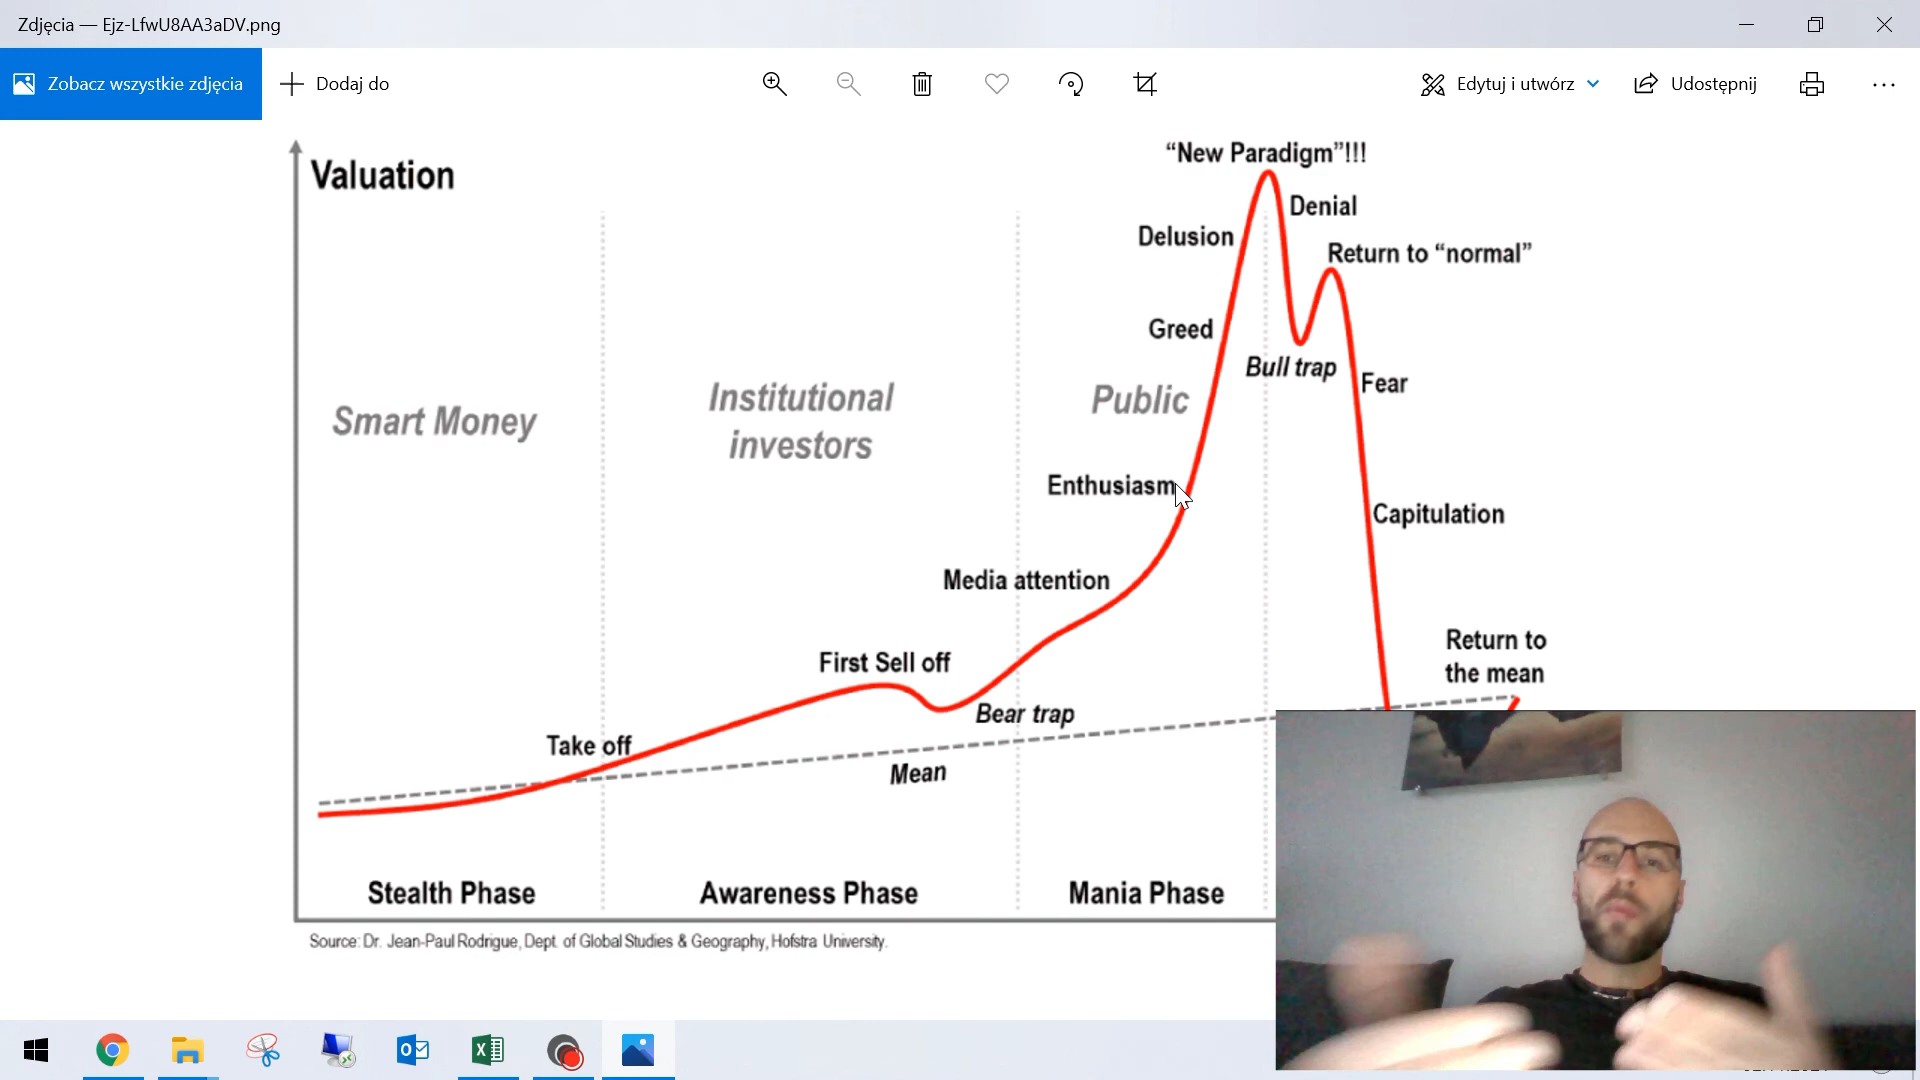 Zdjęcia — Ejz-LfwU8AA3aDV.png
Zobacz wszystkie zdjęcia
Dodaj do
Edytuj i utwórz
Udostępnij
Valuation
“New Paradigm”!!!
Denial
Delusion
Return to “normal”
Greed
Bull trap
Fear
Smart Money
Institutional
investors
Public
Enthusiasm
Capitulation
Media attention
First Sell off
Return to
the mean
Bear trap
Take off
Mean
Stealth Phase
Awareness Phase
Mania Phase
Source: Dr. Jean-Paul Rodrigue, Dept. of Global Studies & Geography, Hofstra University.